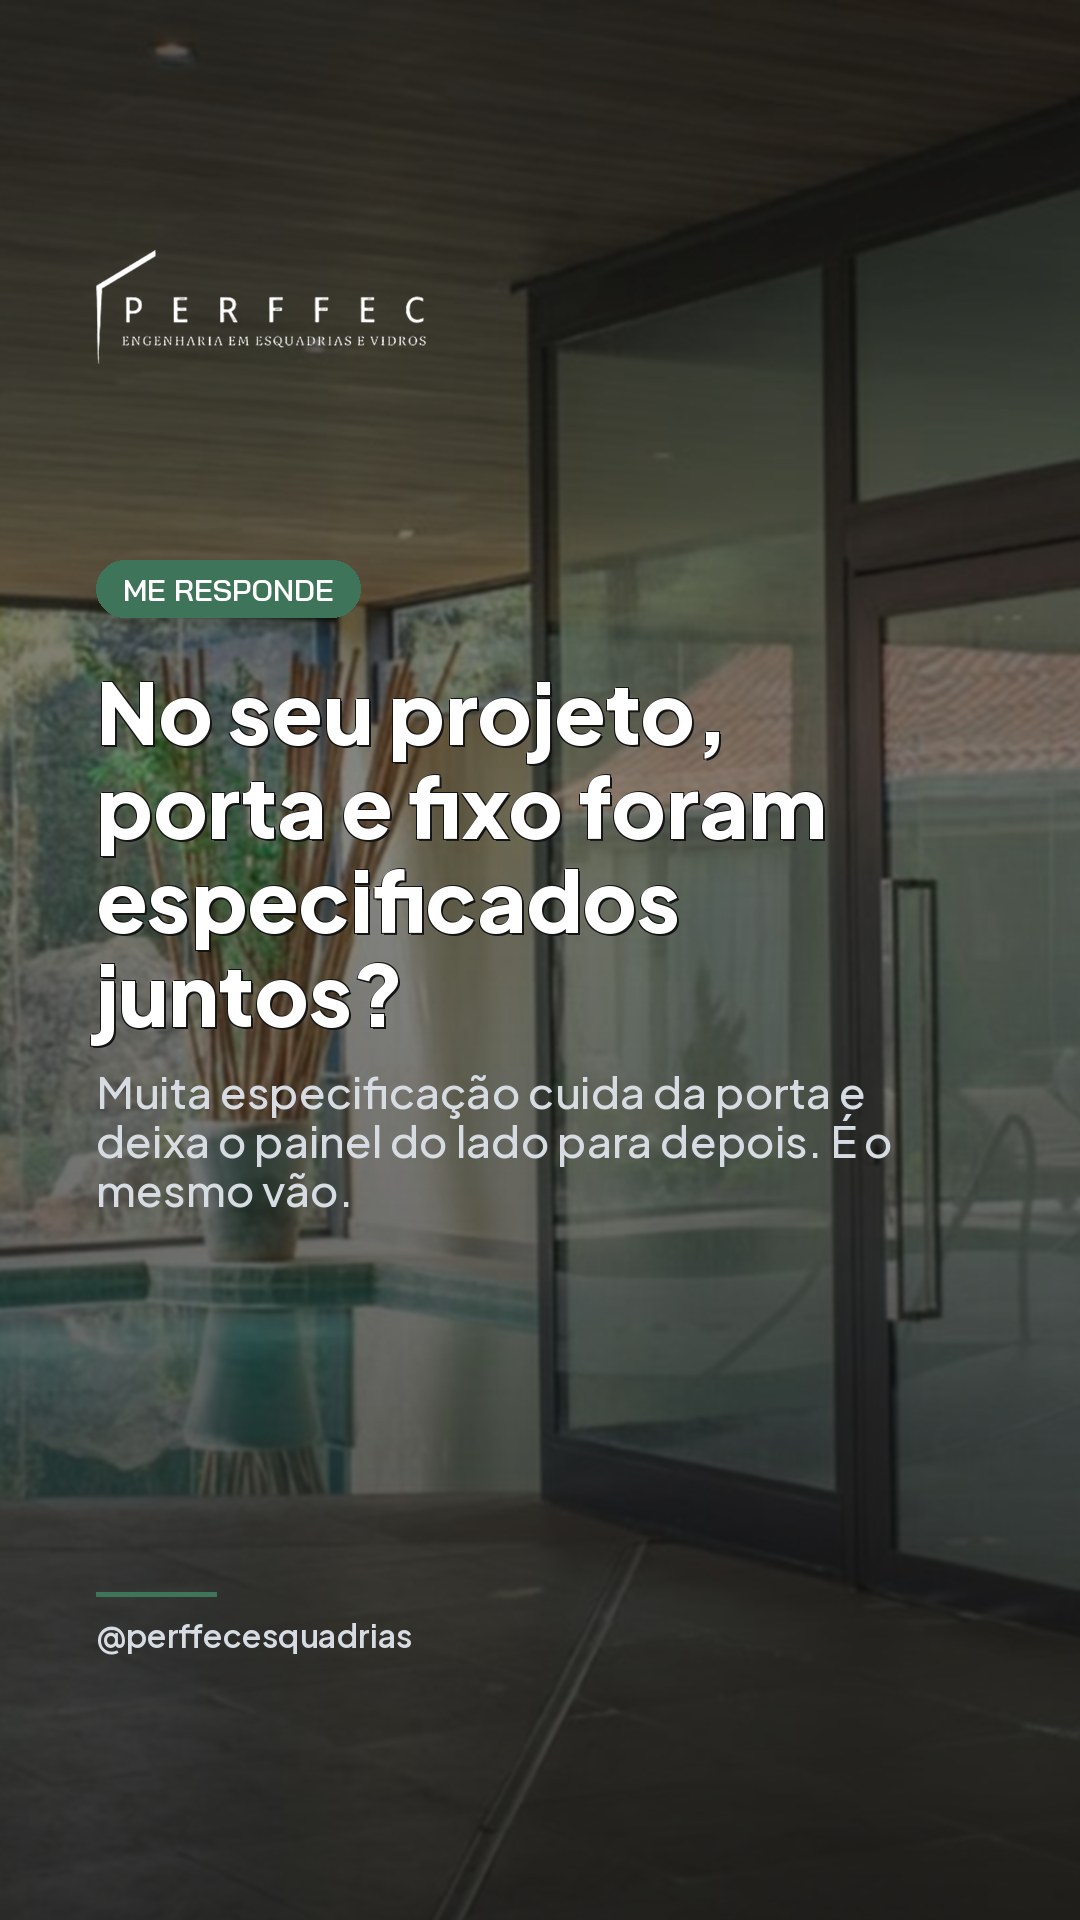 PERFFEC
ENGENHARIA EM ESQUADRIAS E VIDROS
ME RESPONDE
No seu projeto,
porta e fixo foram
especificados
juntos?
Muita especificação cuida da porta e
deixa o painel do lado para depois. É o
mesmo vão.
@perffecesquadrias